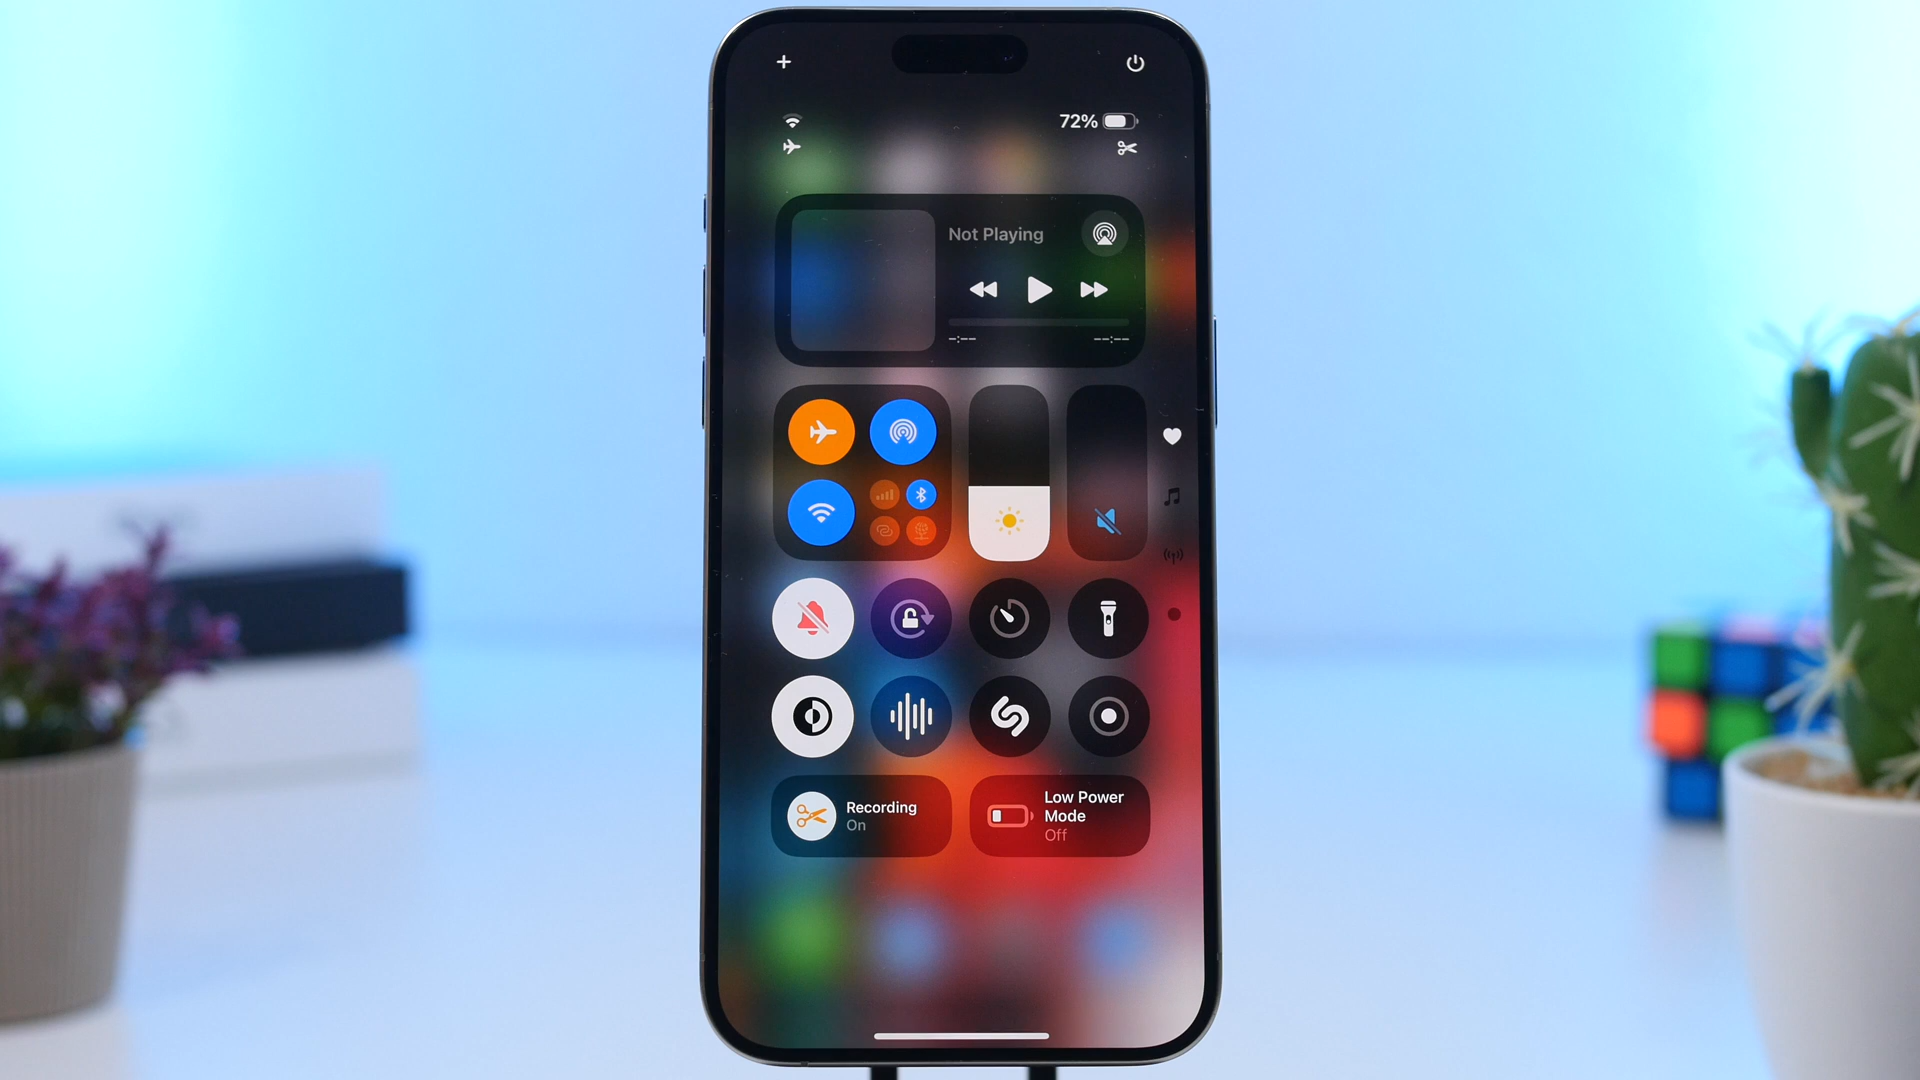 72%
Not Playing
-:--
--:--
Recording
On
Low Power
Mode
Off